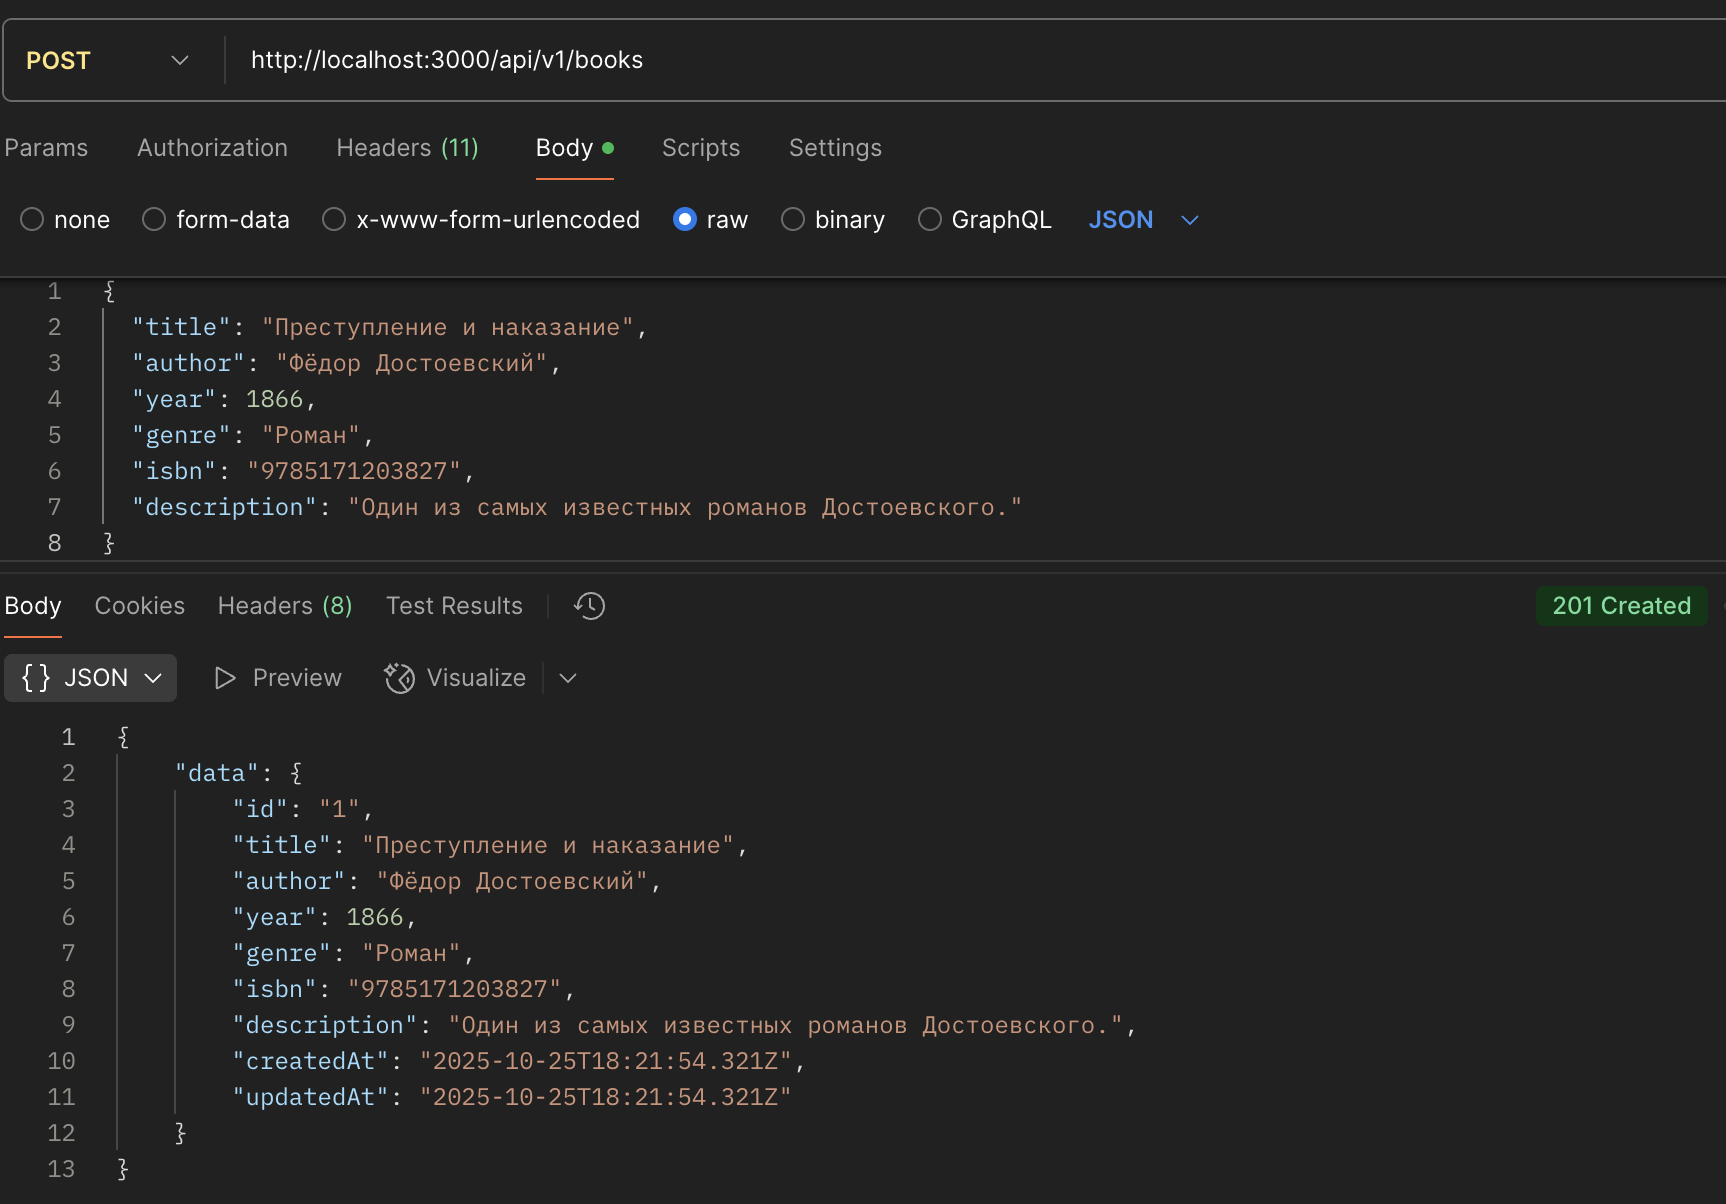 POST http://localhost:3000/api/v1/books
Params Authorization Headers (11) Body Scripts Settings
none form-data x-www-form-urlencoded raw binary GraphQL JSON
1 {
2 "title": "Преступление и наказание",
3 "author": "Фёдор Достоевский",
4 "year": 1866,
5 "genre": "Роман",
6 "isbn": "9785171203827",
7 "description": "Один из самых известных романов Достоевского."
8 }
Body Cookies Headers (8) Test Results 201 Created
{} JSON Preview Visualize
1 {
2 "data": {
3 "id": "1",
4 "title": "Преступление и наказание",
5 "author": "Фёдор Достоевский",
6 "year": 1866,
7 "genre": "Роман",
8 "isbn": "9785171203827",
9 "description": "Один из самых известных романов Достоевского.",
10 "createdAt": "2025-10-25T18:21:54.321Z",
11 "updatedAt": "2025-10-25T18:21:54.321Z"
12 }
13 }